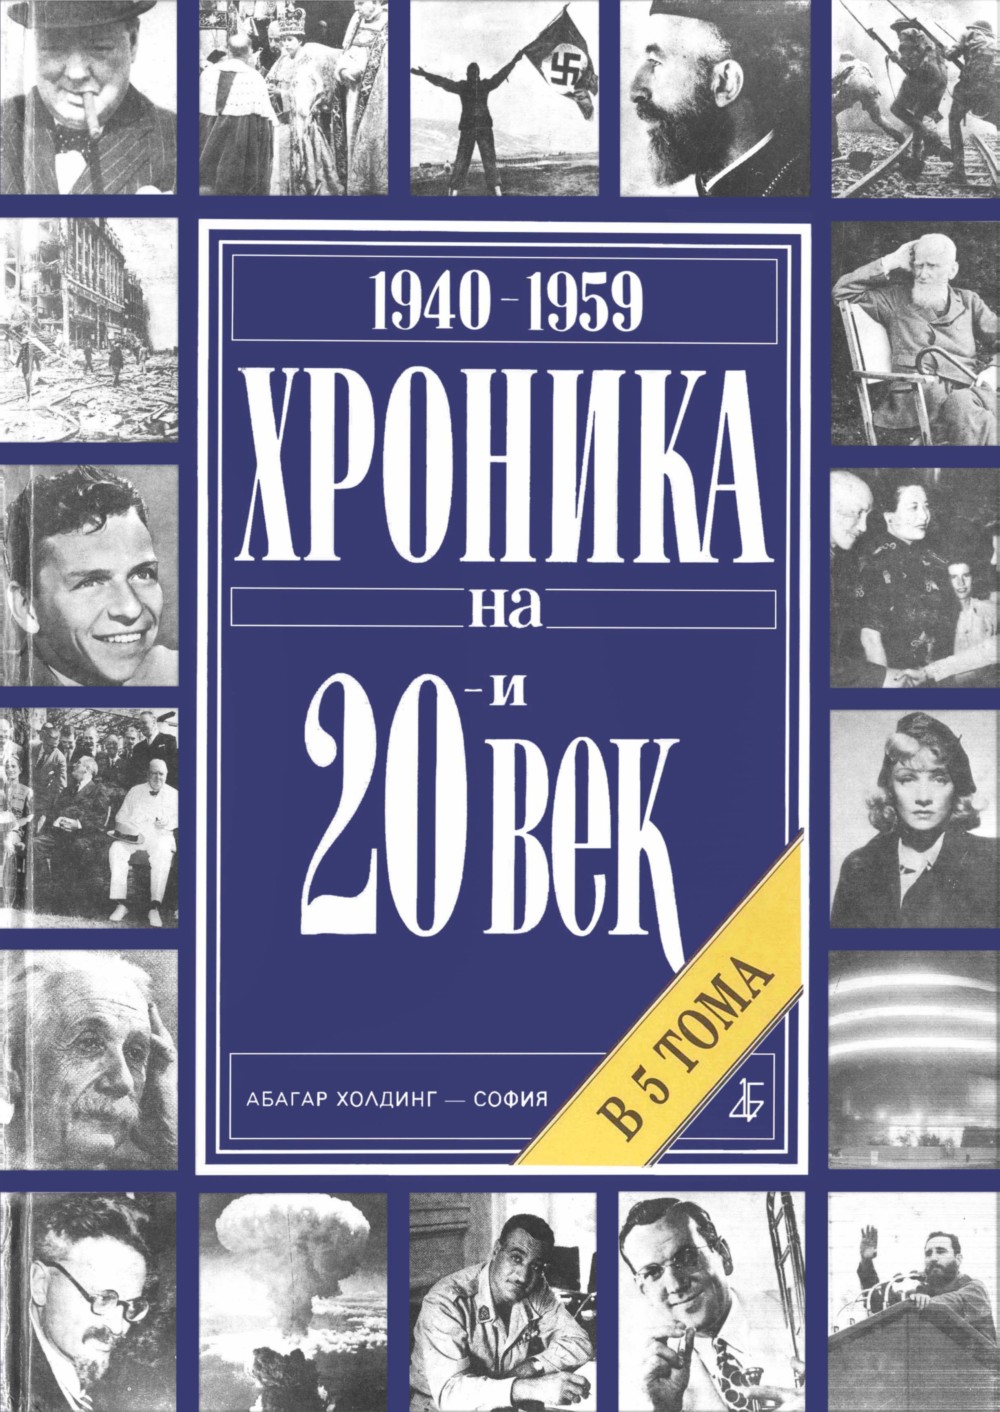 1940-1959
ХРОНИКА
на
20-и век
В 5 ТОМА
АБАГАР ХОЛДИНГ — СОФИЯ